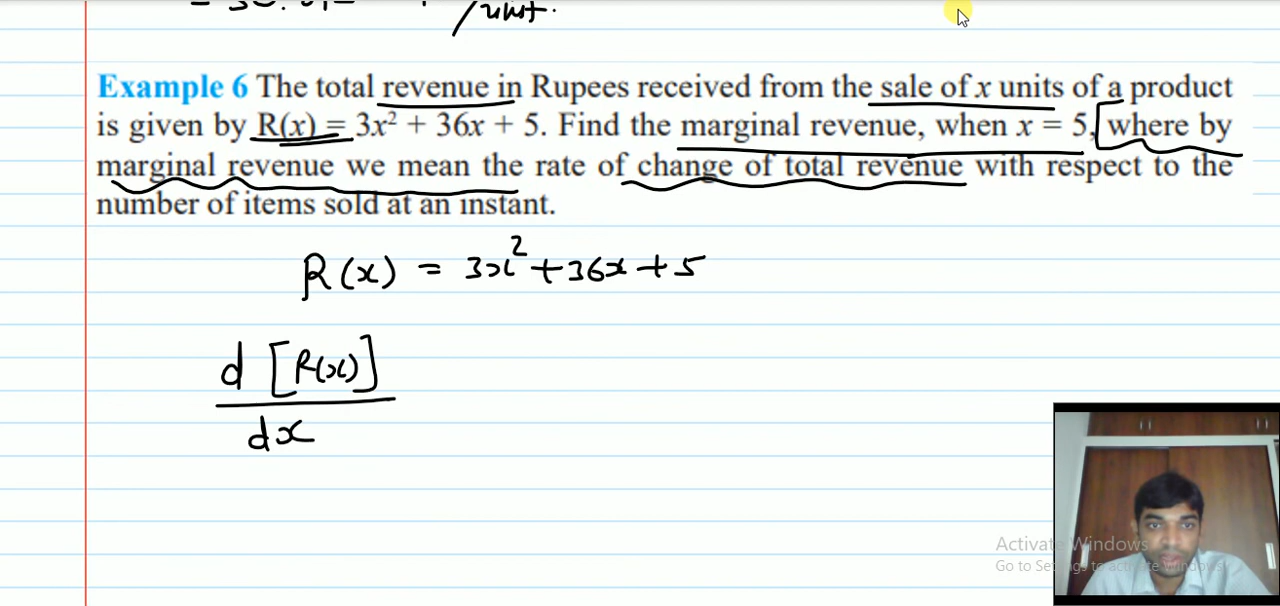 /unit.
Example 6 The total revenue in Rupees received from the sale of x units of a product
is given by R(x) = 3x² + 36x + 5. Find the marginal revenue, when x = 5, where by
marginal revenue we mean the rate of change of total revenue with respect to the
number of items sold at an instant.
R(x) = 3x² + 36x + 5
d [R(x)]
dx
Activate Windows
Go to Settings to activate Windows.